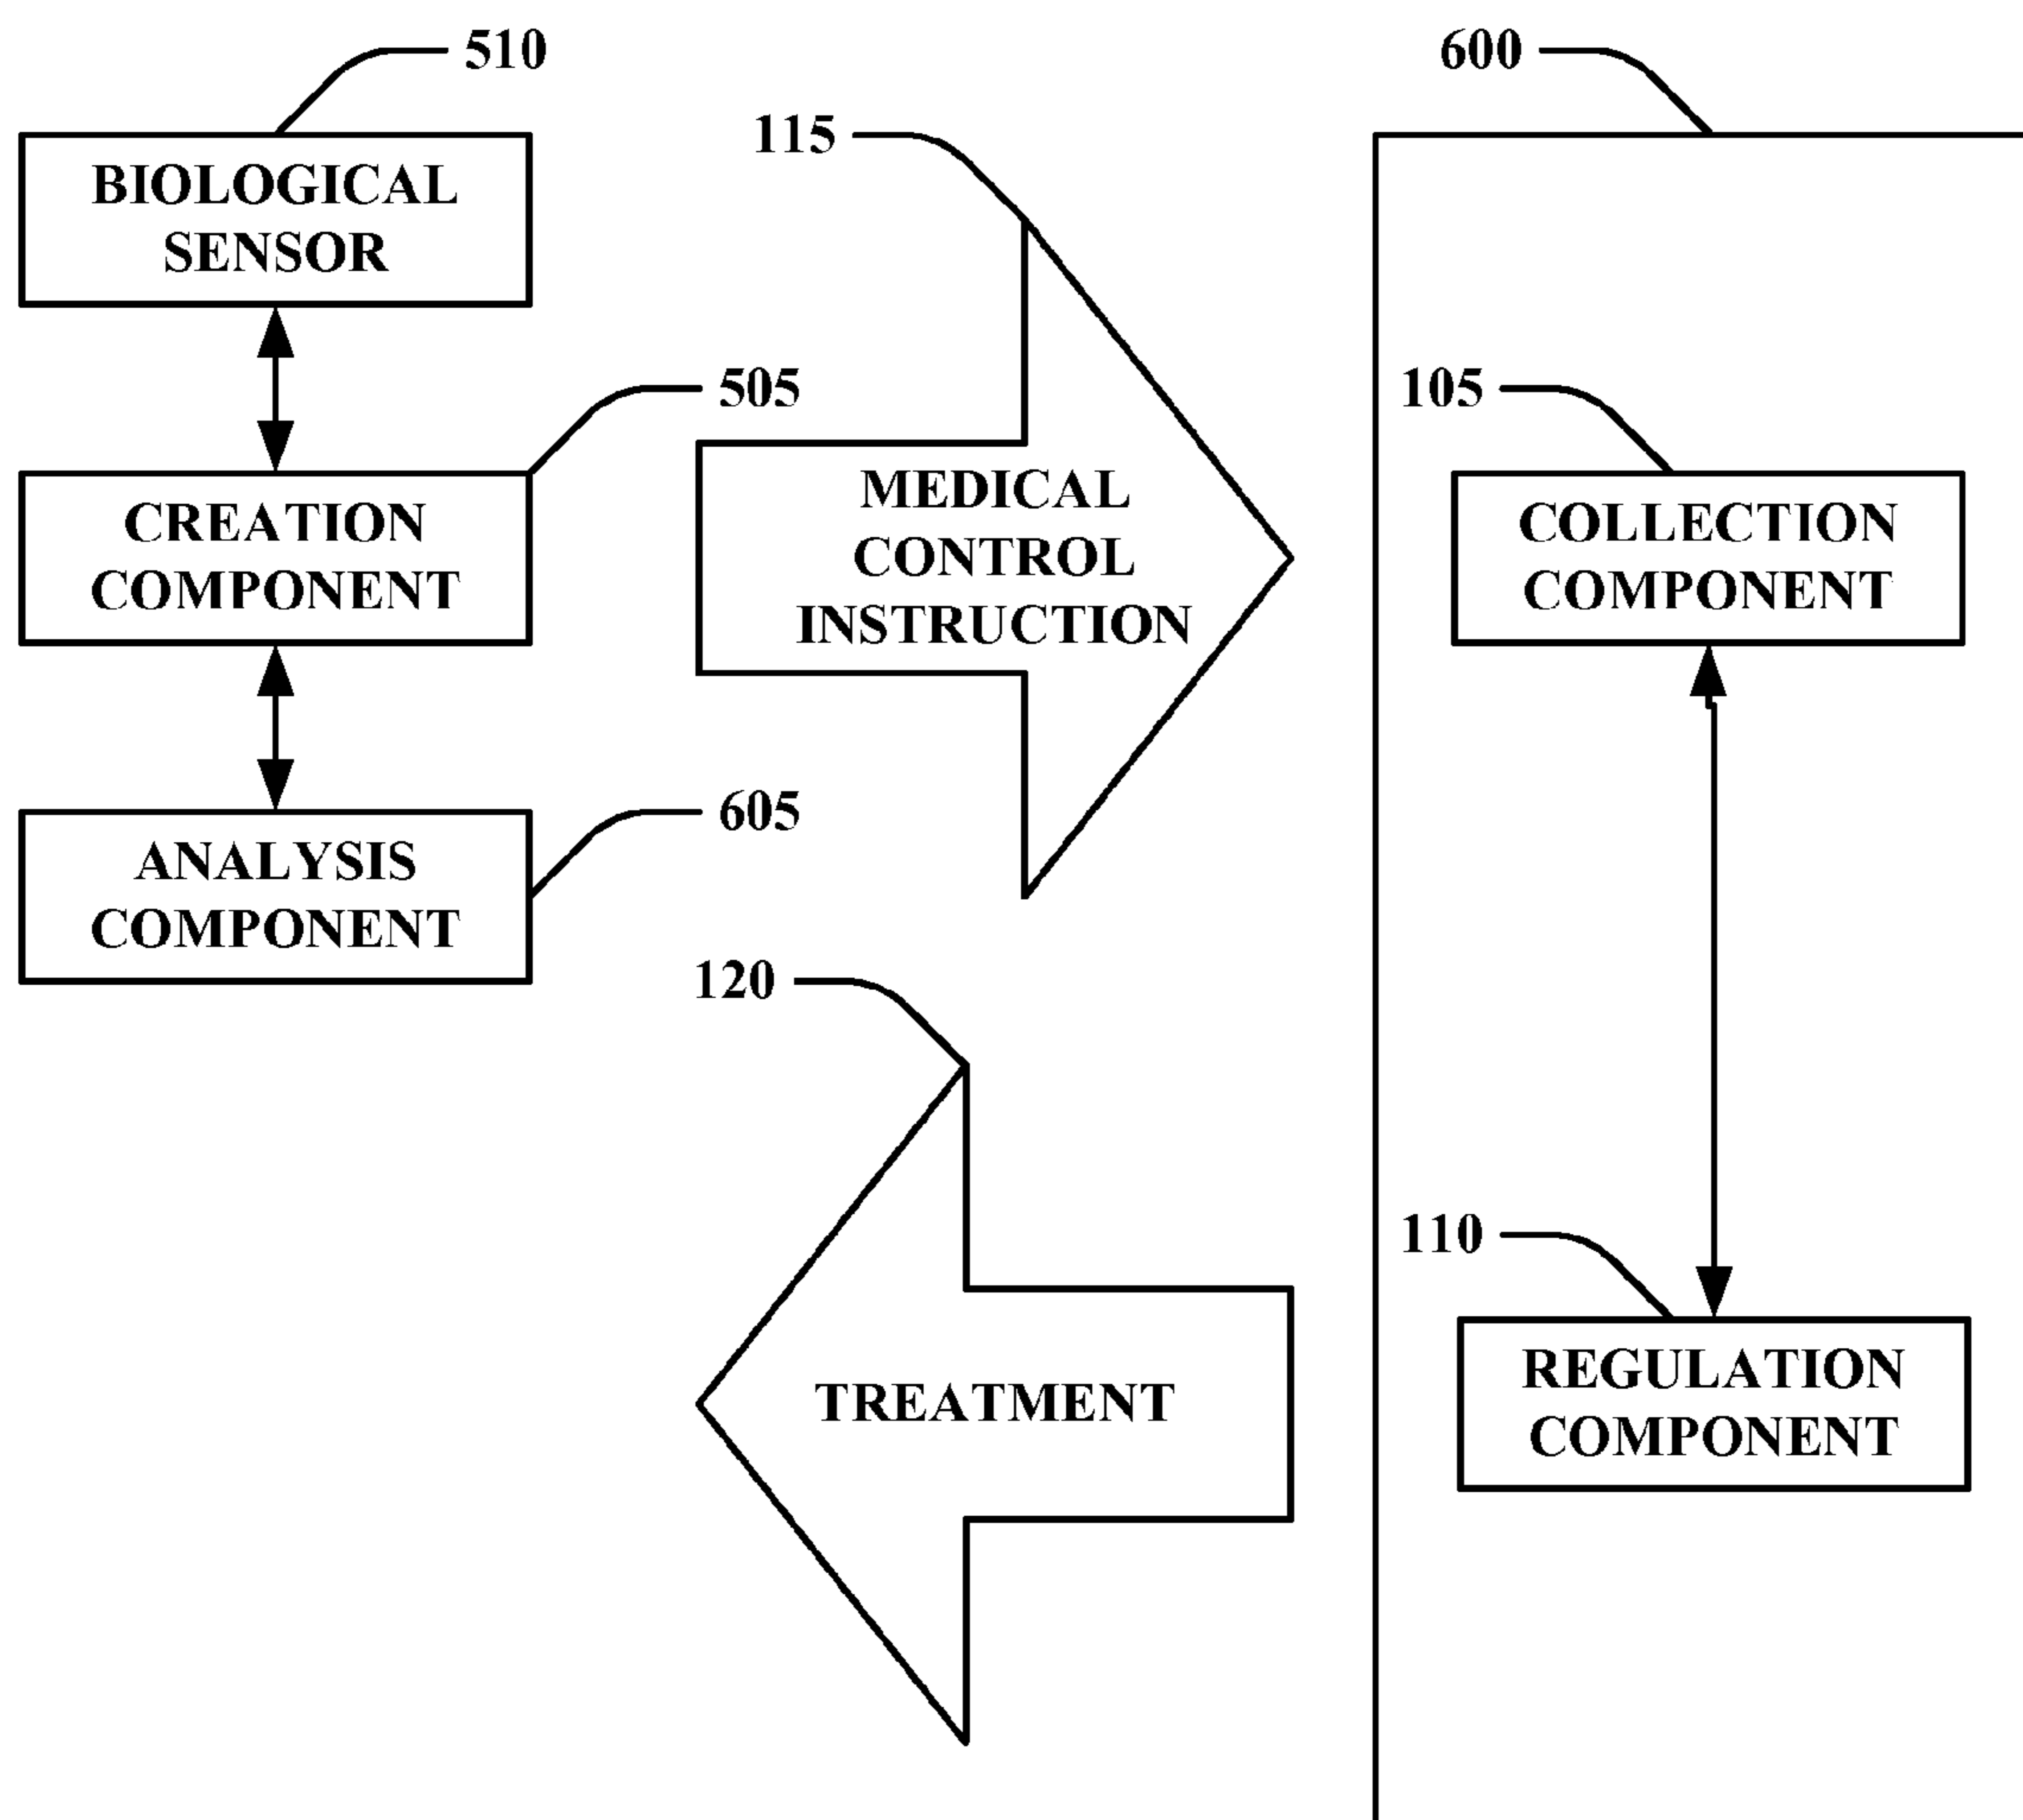 510
600
115
BIOLOGICAL
SENSOR
505
105
CREATION
COMPONENT
MEDICAL
CONTROL
INSTRUCTION
COLLECTION
COMPONENT
605
ANALYSIS
COMPONENT
120
110
TREATMENT
REGULATION
COMPONENT